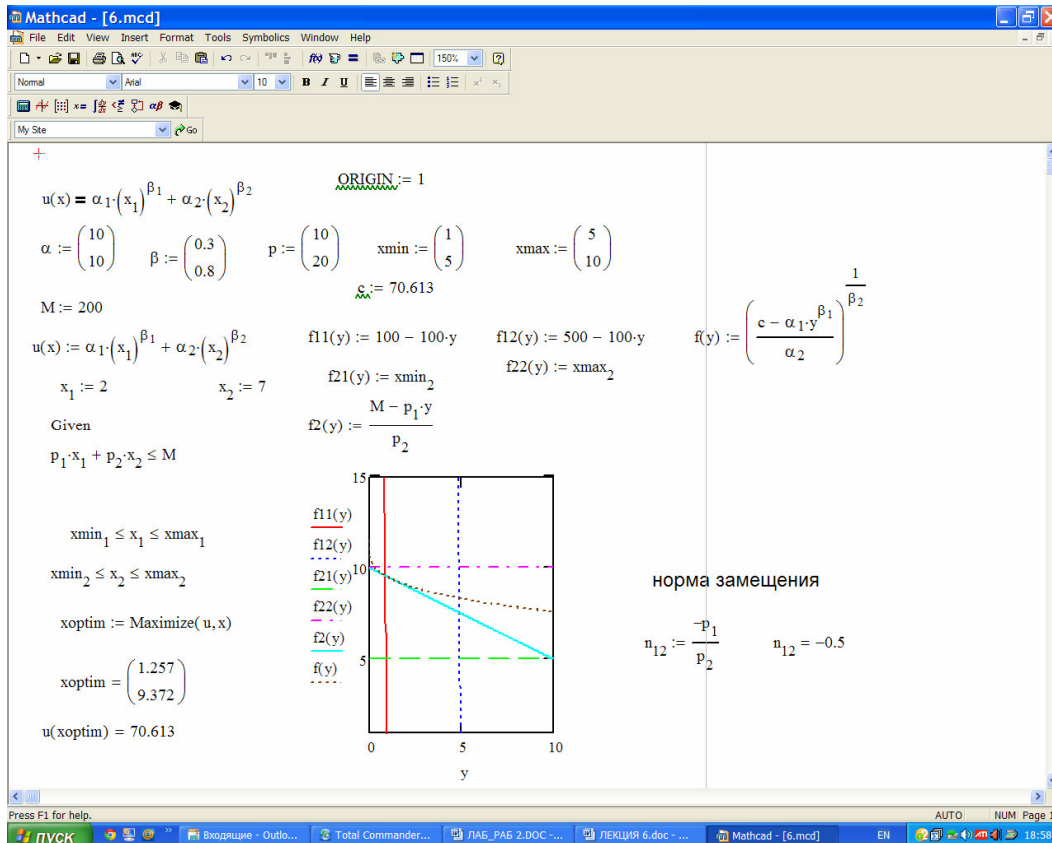 Mathcad - [6.mcd]
File Edit View Insert Format Tools Symbolics Window Help
150%
Normal Arial 10 B I U
My Site Go
ORIGIN := 1
u(x) = α1·(x1)^β1 + α2·(x2)^β2
α := (10 10) β := (0.3 0.8) p := (10 20) xmin := (1 5) xmax := (5 10)
c := 70.613
M := 200
u(x) := α1·(x1)^β1 + α2·(x2)^β2 f11(y) := 100 − 100·y f12(y) := 500 − 100·y f(y) := ((c − α1·y^β1)/α2)^(1/β2)
x1 := 2 x2 := 7 f21(y) := xmin2 f22(y) := xmax2
Given f2(y) := (M − p1·y)/p2
p1·x1 + p2·x2 ≤ M
xmin1 ≤ x1 ≤ xmax1
xmin2 ≤ x2 ≤ xmax2
xoptim := Maximize(u, x)
xoptim = (1.257 9.372)
u(xoptim) = 70.613
15
10
5
f11(y)
f12(y)
f21(y)
f22(y)
f2(y)
f(y)
0 5 10
y
норма замещения
n12 := −p1/p2 n12 = −0.5
Press F1 for help. AUTO NUM Page 1
пуск Входящие - Outlo... Total Commander... ЛАБ_РАБ 2.DOC -... ЛЕКЦИЯ 6.doc - ... Mathcad - [6.mcd] EN 18:58